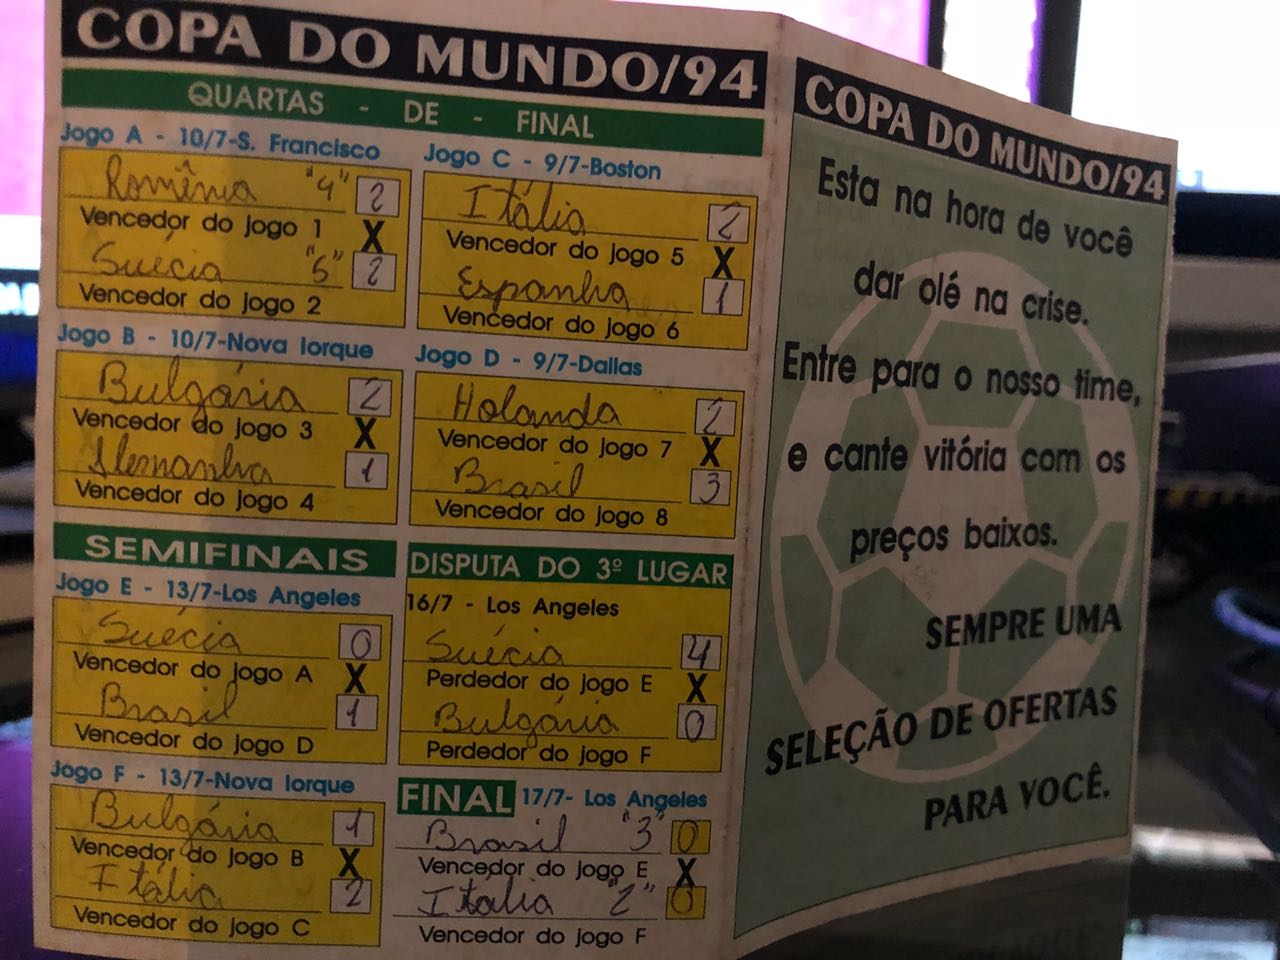 COPA DO MUNDO/94
QUARTAS - DE - FINAL
Jogo A - 10/7-S. Francisco
Romênia "4" 2
Vencedor do jogo 1 X
Suécia "5" 2
Vencedor do jogo 2
Jogo B - 10/7-Nova Iorque
Bulgária 2
Vencedor do jogo 3 X
Alemanha 1
Vencedor do jogo 4
Jogo C - 9/7-Boston
Itália 2
Vencedor do jogo 5 X
Espanha 1
Vencedor do jogo 6
Jogo D - 9/7-Dallas
Holanda 2
Vencedor do jogo 7 X
Brasil 3
Vencedor do jogo 8
SEMIFINAIS
Jogo E - 13/7-Los Angeles
Suécia 0
Vencedor do jogo A X
Brasil 1
Vencedor do jogo D
Jogo F - 13/7-Nova Iorque
Bulgária 1
Vencedor do jogo B X
Itália 2
Vencedor do jogo C
DISPUTA DO 3º LUGAR
16/7 - Los Angeles
Suécia 4
Perdedor do jogo E X
Bulgária 0
Perdedor do jogo F
FINAL 17/7- Los Angeles
Brasil "3" 0
Vencedor do jogo E X
Italia "2" 0
Vencedor do jogo F
COPA DO MUNDO/94
Esta na hora de você
dar olé na crise.
Entre para o nosso time,
e cante vitória com os
preços baixos.
SEMPRE UMA
SELEÇÃO DE OFERTAS
PARA VOCÊ.